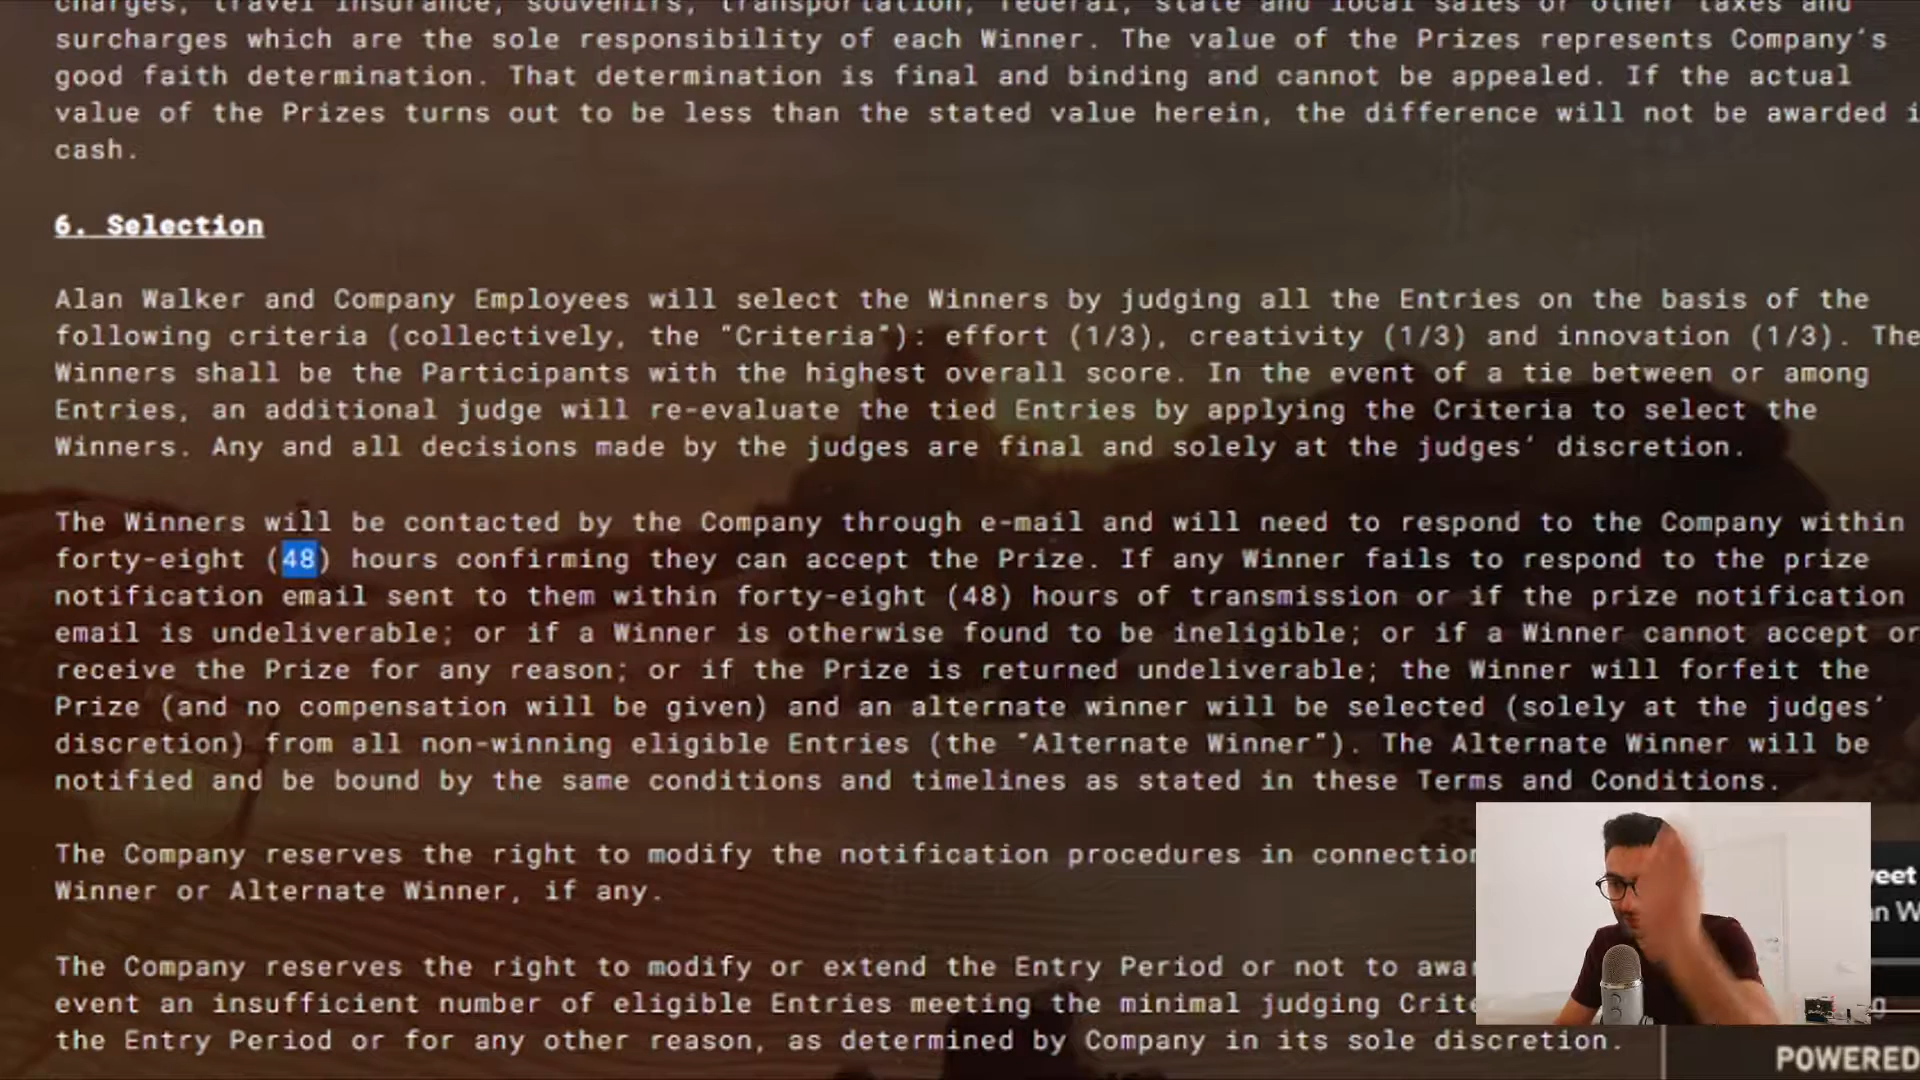 charges, travel insurance, souvenirs, transportation, federal, state and local sales or other taxes and
surcharges which are the sole responsibility of each Winner. The value of the Prizes represents Company's
good faith determination. That determination is final and binding and cannot be appealed. If the actual
value of the Prizes turns out to be less than the stated value herein, the difference will not be awarded i
cash.
6. Selection
Alan Walker and Company Employees will select the Winners by judging all the Entries on the basis of the
following criteria (collectively, the "Criteria"): effort (1/3), creativity (1/3) and innovation (1/3). The
Winners shall be the Participants with the highest overall score. In the event of a tie between or among
Entries, an additional judge will re-evaluate the tied Entries by applying the Criteria to select the
Winners. Any and all decisions made by the judges are final and solely at the judges' discretion.
The Winners will be contacted by the Company through e-mail and will need to respond to the Company within
forty-eight (48) hours confirming they can accept the Prize. If any Winner fails to respond to the prize
notification email sent to them within forty-eight (48) hours of transmission or if the prize notification
email is undeliverable; or if a Winner is otherwise found to be ineligible; or if a Winner cannot accept or
receive the Prize for any reason; or if the Prize is returned undeliverable; the Winner will forfeit the
Prize (and no compensation will be given) and an alternate winner will be selected (solely at the judges'
discretion) from all non-winning eligible Entries (the "Alternate Winner"). The Alternate Winner will be
notified and be bound by the same conditions and timelines as stated in these Terms and Conditions.
The Company reserves the right to modify the notification procedures in connection
Winner or Alternate Winner, if any.
eet
n W
The Company reserves the right to modify or extend the Entry Period or not to awa
event an insufficient number of eligible Entries meeting the minimal judging Crite
the Entry Period or for any other reason, as determined by Company in its sole discretion.
POWERED